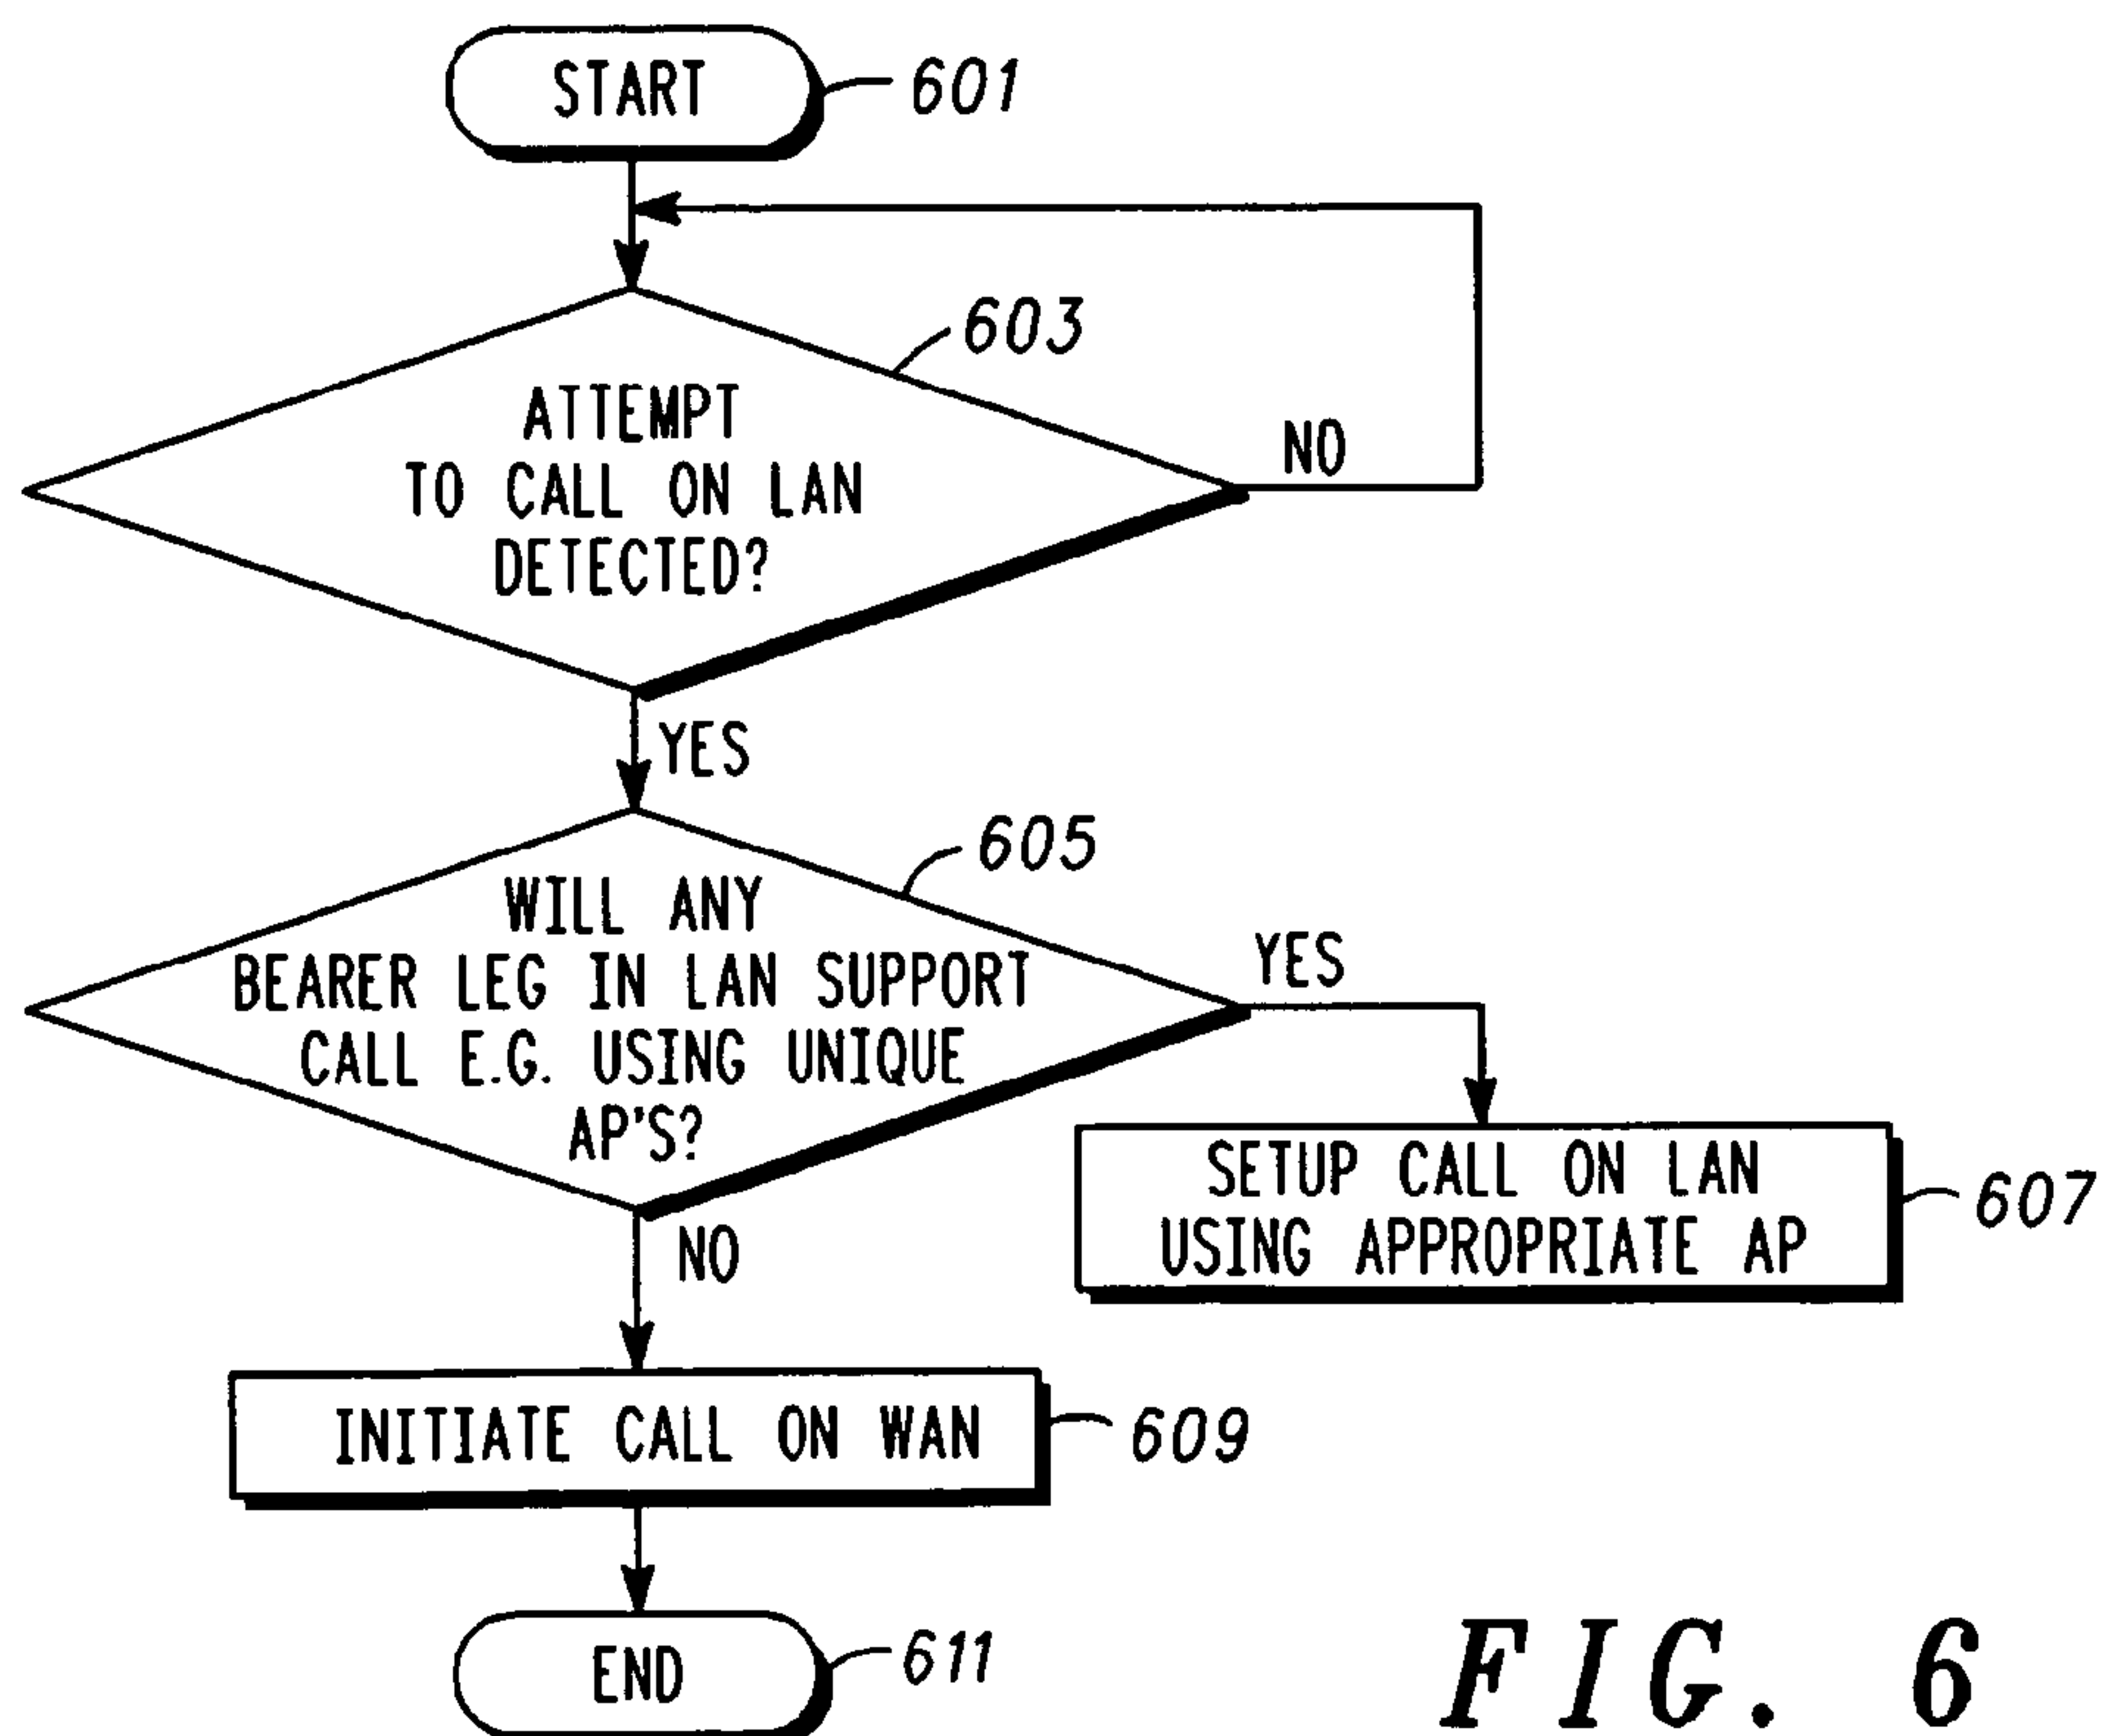 START
601
603
ATTEMPT
TO CALL ON LAN
DETECTED?
NO
YES
605
WILL ANY
BEARER LEG IN LAN SUPPORT
CALL E.G. USING UNIQUE
AP'S?
YES
SETUP CALL ON LAN
USING APPROPRIATE AP
607
NO
INITIATE CALL ON WAN
609
END
611
FIG. 6